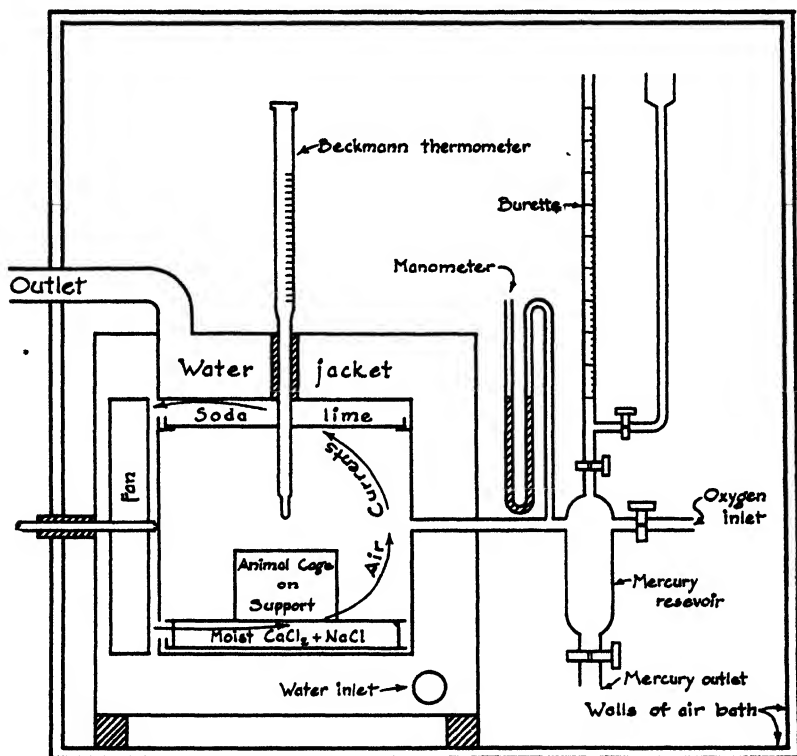 Beckmann thermometer
Burette
Manometer
Outlet
Water jacket
Soda lime
Fan
Air Currents
Oxygen
inlet
Animal Cage
on
Support
Mercury
resevoir
Moist CaCl₂ + NaCl
Water inlet
Mercury outlet
Walls of air bath